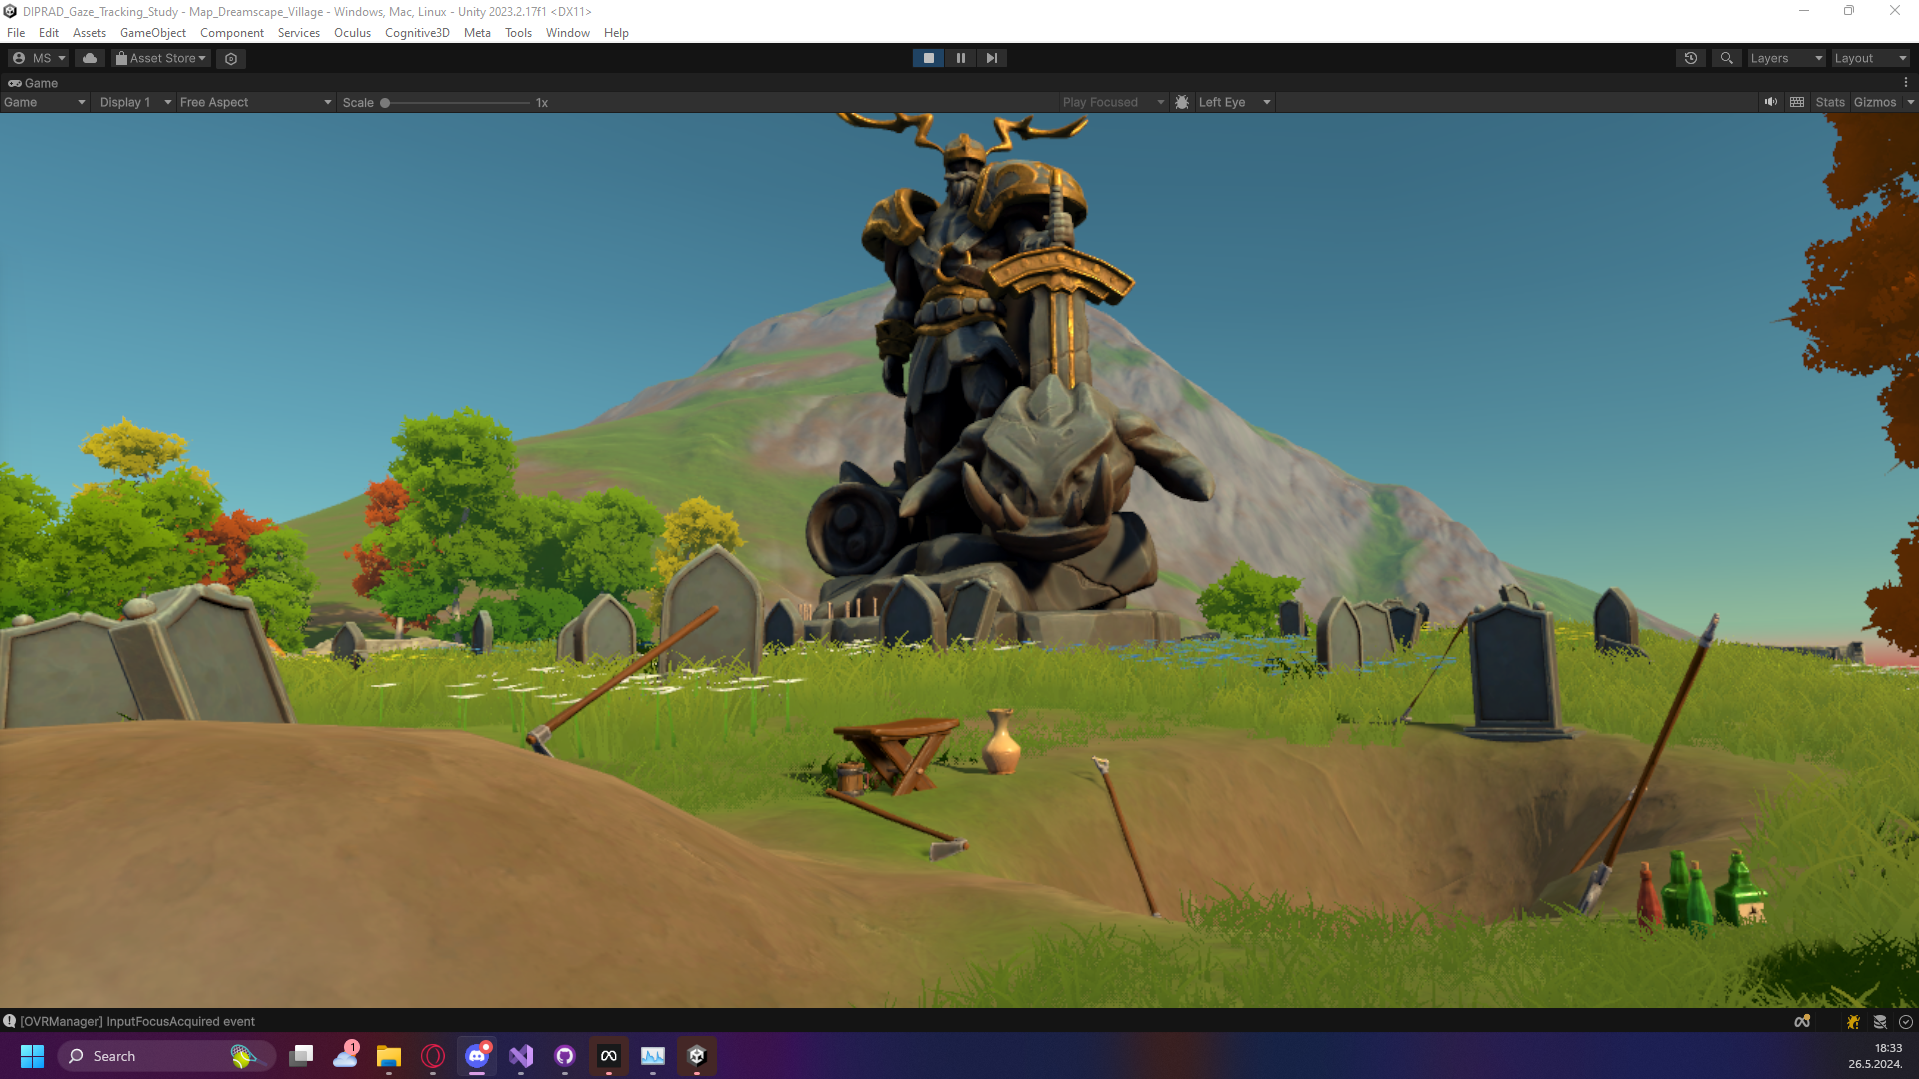 DIPRAD_Gaze_Tracking_Study - Map_Dreamscape_Village - Windows, Mac, Linux - Unity 2023.2.17f1 <DX11>
File Edit Assets GameObject Component Services Oculus Cognitive3D Meta Tools Window Help
MS Asset Store Layers Layout
Game
Game Display 1 Free Aspect Scale 1x Play Focused Left Eye Stats Gizmos
[OVRManager] InputFocusAcquired event
Search 1 18:33
26.5.2024.